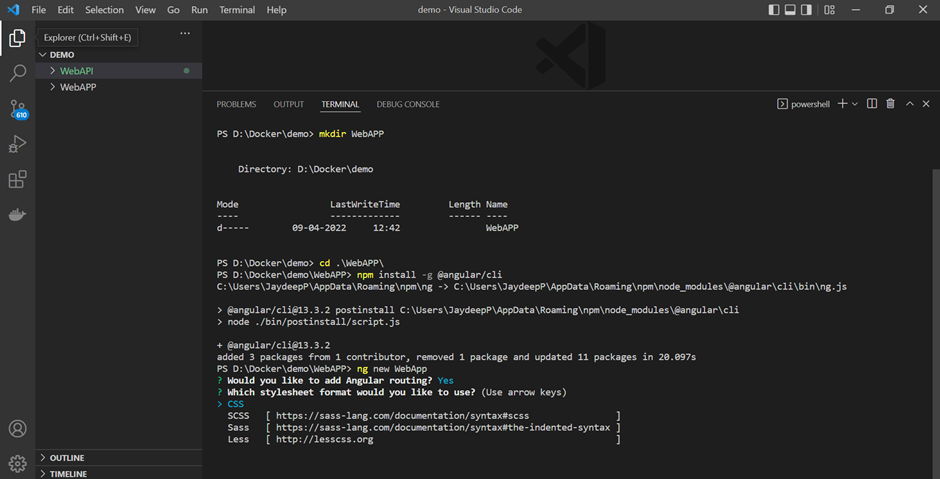 File Edit Selection View Go Run Terminal Help demo - Visual Studio Code
Explorer (Ctrl+Shift+E)
DEMO
WebAPI
WebAPP
610
OUTLINE
TIMELINE
PROBLEMS OUTPUT TERMINAL DEBUG CONSOLE powershell
PS D:\Docker\demo> mkdir WebAPP
Directory: D:\Docker\demo
Mode LastWriteTime Length Name
---- ------------- ------ ----
d----- 09-04-2022 12:42 WebAPP
PS D:\Docker\demo> cd .\WebAPP\
PS D:\Docker\demo\WebAPP> npm install -g @angular/cli
C:\Users\JaydeepP\AppData\Roaming\npm\ng -> C:\Users\JaydeepP\AppData\Roaming\npm\node_modules\@angular\cli\bin\ng.js
> @angular/cli@13.3.2 postinstall C:\Users\JaydeepP\AppData\Roaming\npm\node_modules\@angular\cli
> node ./bin/postinstall/script.js
+ @angular/cli@13.3.2
added 3 packages from 1 contributor, removed 1 package and updated 11 packages in 20.097s
PS D:\Docker\demo\WebAPP> ng new WebApp
? Would you like to add Angular routing? Yes
? Which stylesheet format would you like to use? (Use arrow keys)
> CSS
SCSS [ https://sass-lang.com/documentation/syntax#scss ]
Sass [ https://sass-lang.com/documentation/syntax#the-indented-syntax ]
Less [ http://lesscss.org ]